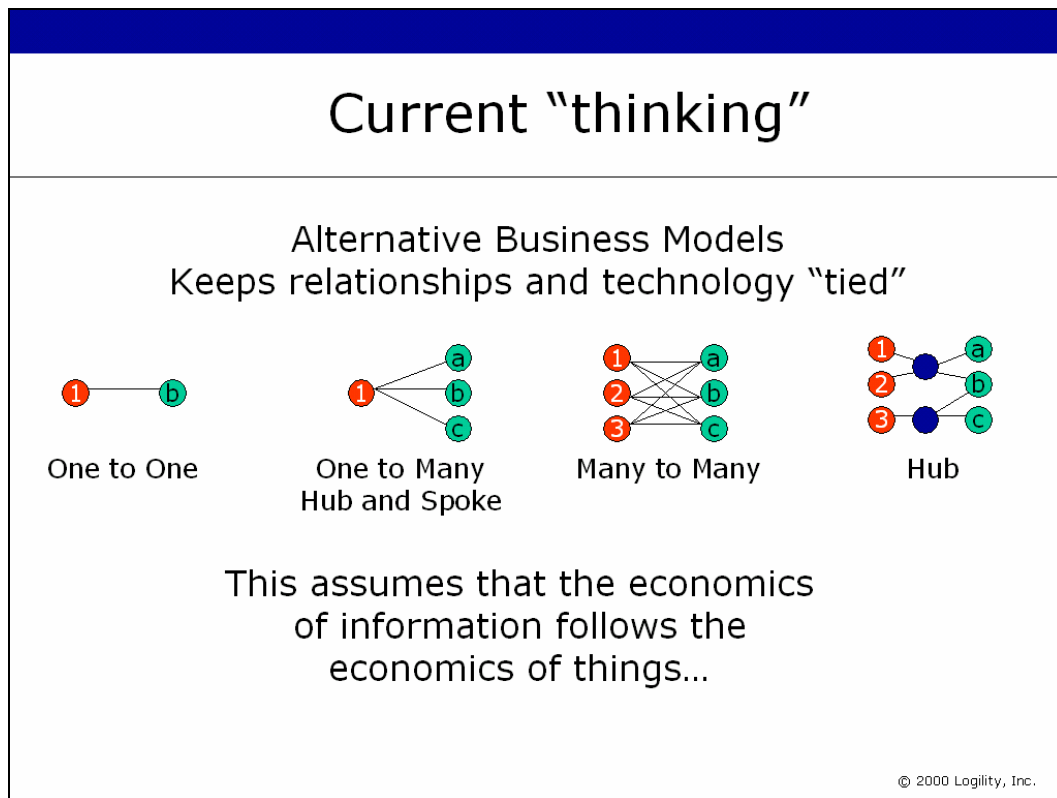 Current “thinking”
Alternative Business Models
Keeps relationships and technology “tied”
1 b
1 a b c
1 2 3 a b c
1 2 3 a b c
One to One
One to Many
Hub and Spoke
Many to Many
Hub
This assumes that the economics
of information follows the
economics of things…
© 2000 Logility, Inc.